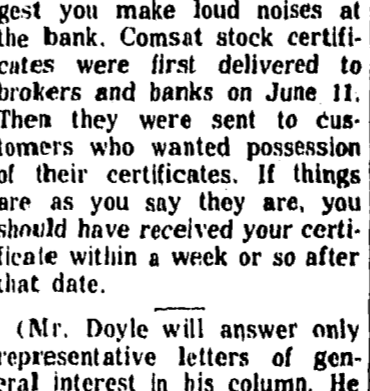 gest you make loud noises at
the bank. Comsat stock certifi-
cates were first delivered to
brokers and banks on June 11.
Then they were sent to cus-
tomers who wanted possession
of their certificates. If things
are as you say they are, you
should have received your certi-
ficate within a week or so after
that date.
(Mr. Doyle will answer only
representative letters of gen-
eral interest in his column. He